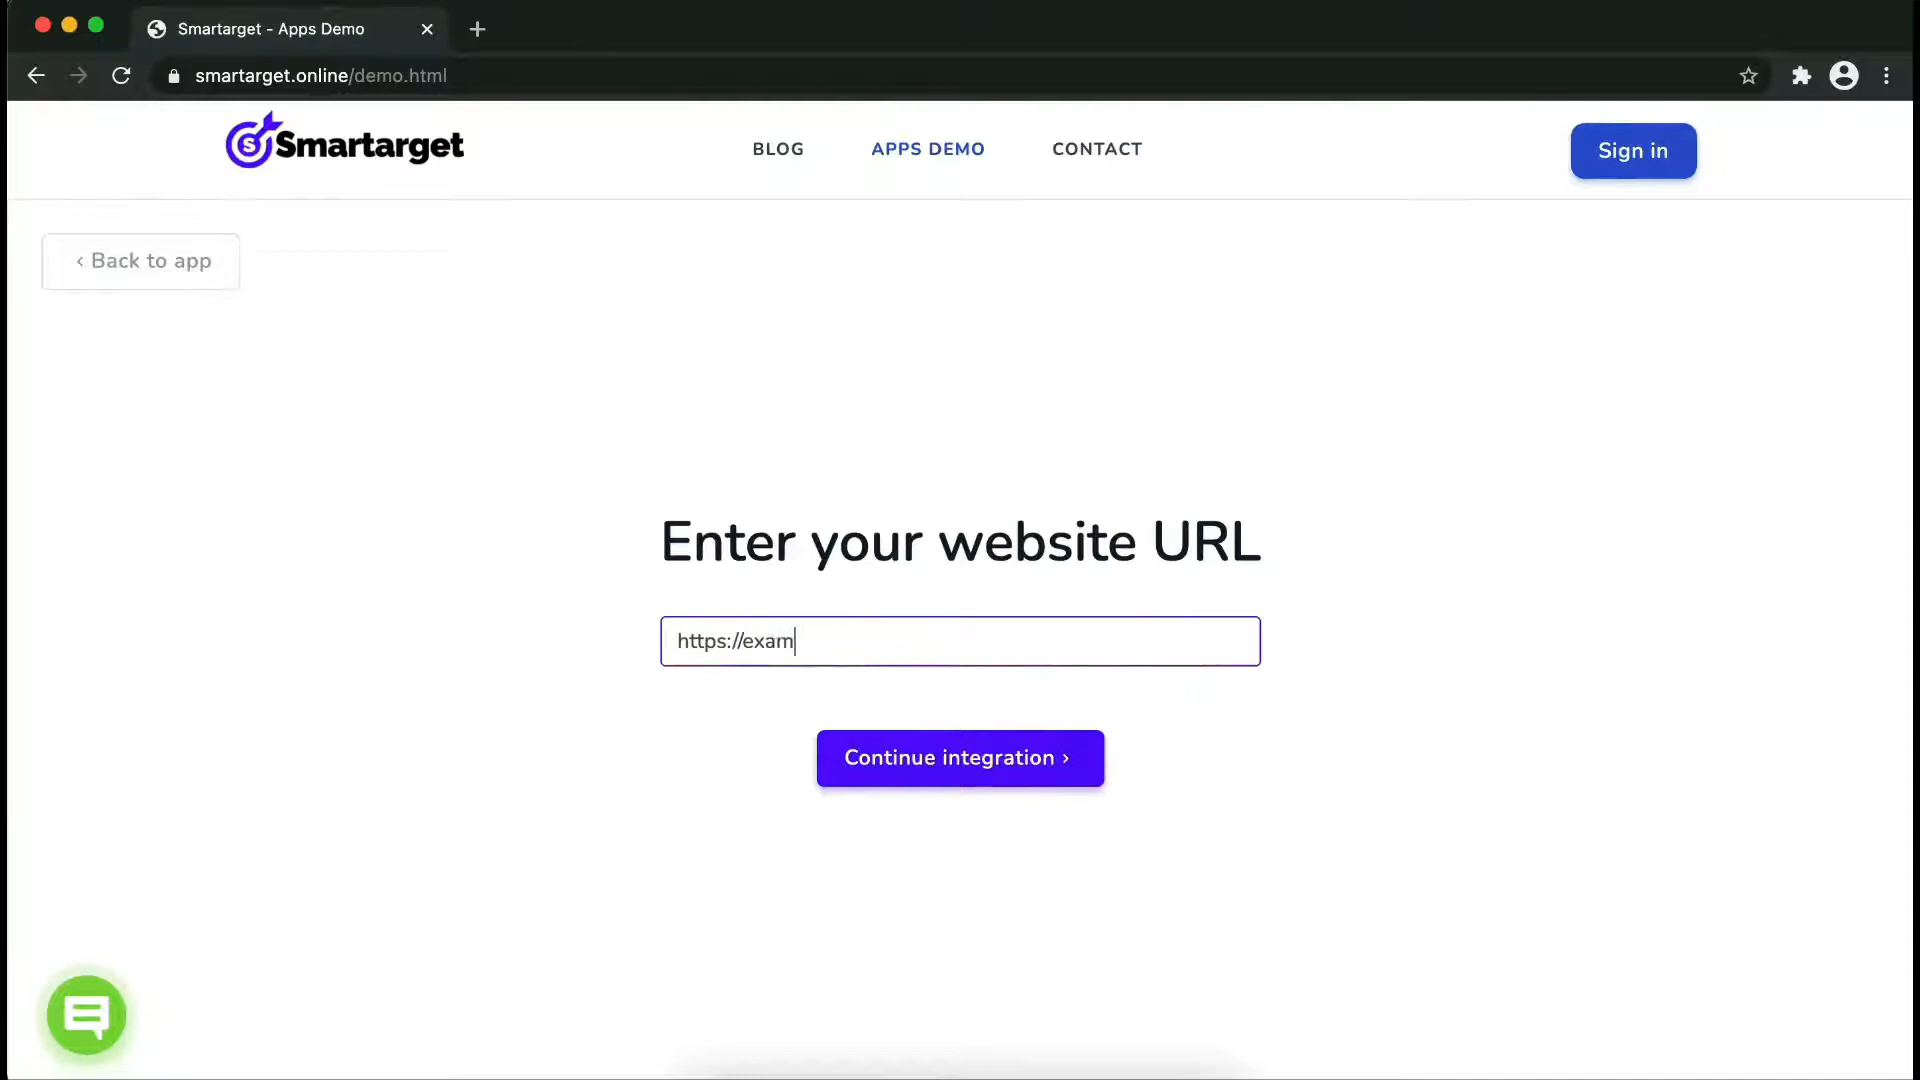 Smartarget - Apps Demo
smartarget.online/demo.html
Smartarget
BLOG
APPS DEMO
CONTACT
Sign in
‹ Back to app
Enter your website URL
https://exam
Continue integration ›